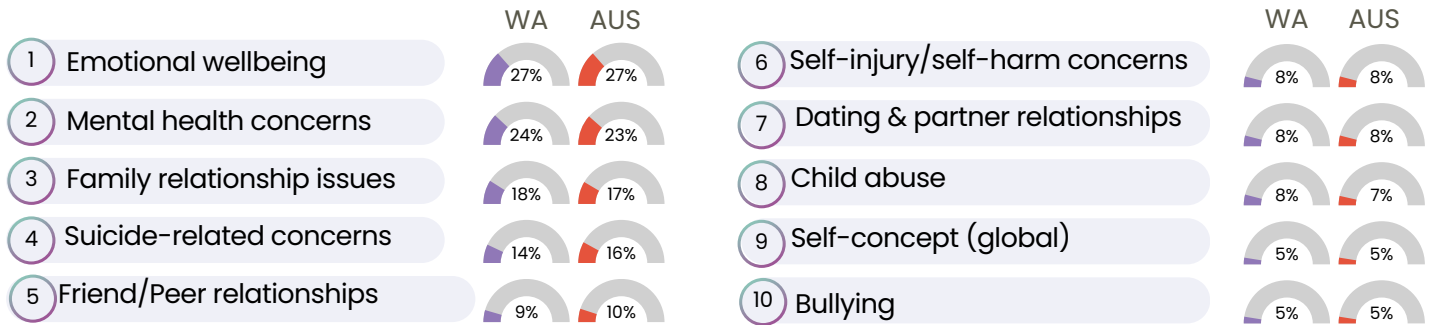 WA AUS
1 Emotional wellbeing 27% 27%
2 Mental health concerns 24% 23%
3 Family relationship issues 18% 17%
4 Suicide-related concerns 14% 16%
5 Friend/Peer relationships 9% 10%
WA AUS
6 Self-injury/self-harm concerns 8% 8%
7 Dating & partner relationships 8% 8%
8 Child abuse 8% 7%
9 Self-concept (global) 5% 5%
10 Bullying 5% 5%